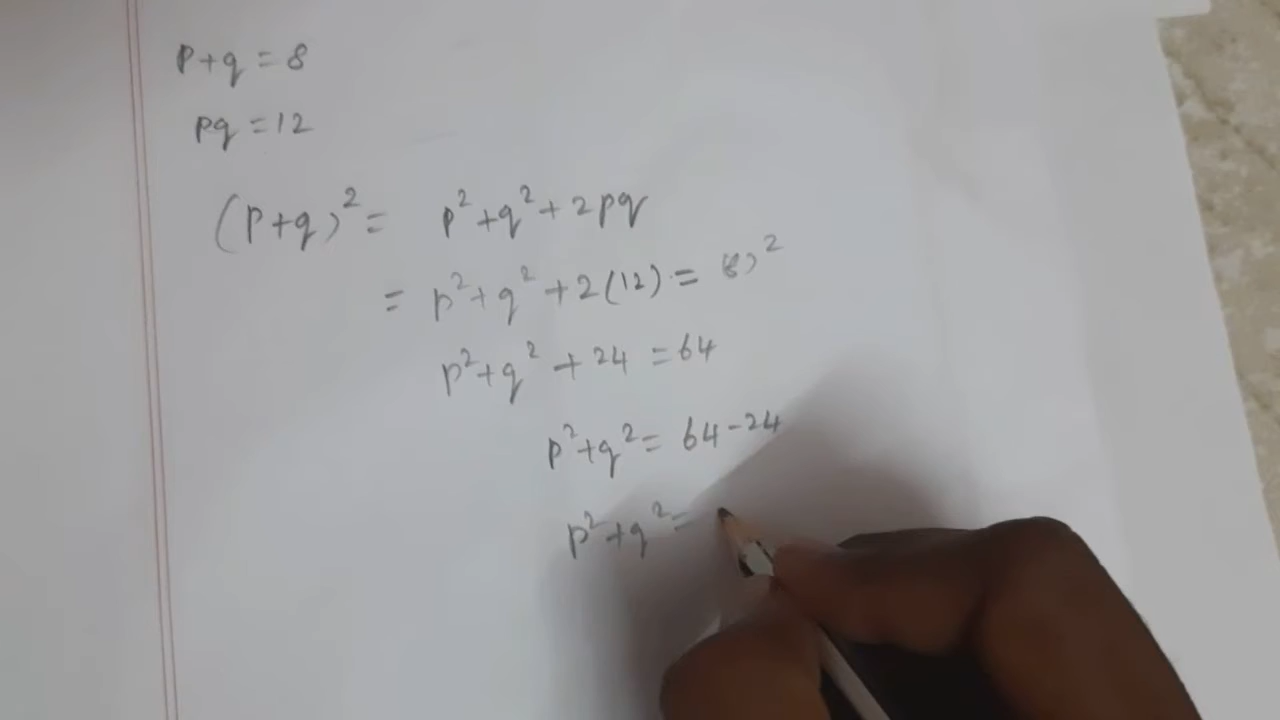 p+q = 8
pq = 12
(p+q)² = p²+q²+2pq
= p²+q²+2(12) = 8)²
p²+q²+24 = 64
p²+q² = 64-24
p²+q² =